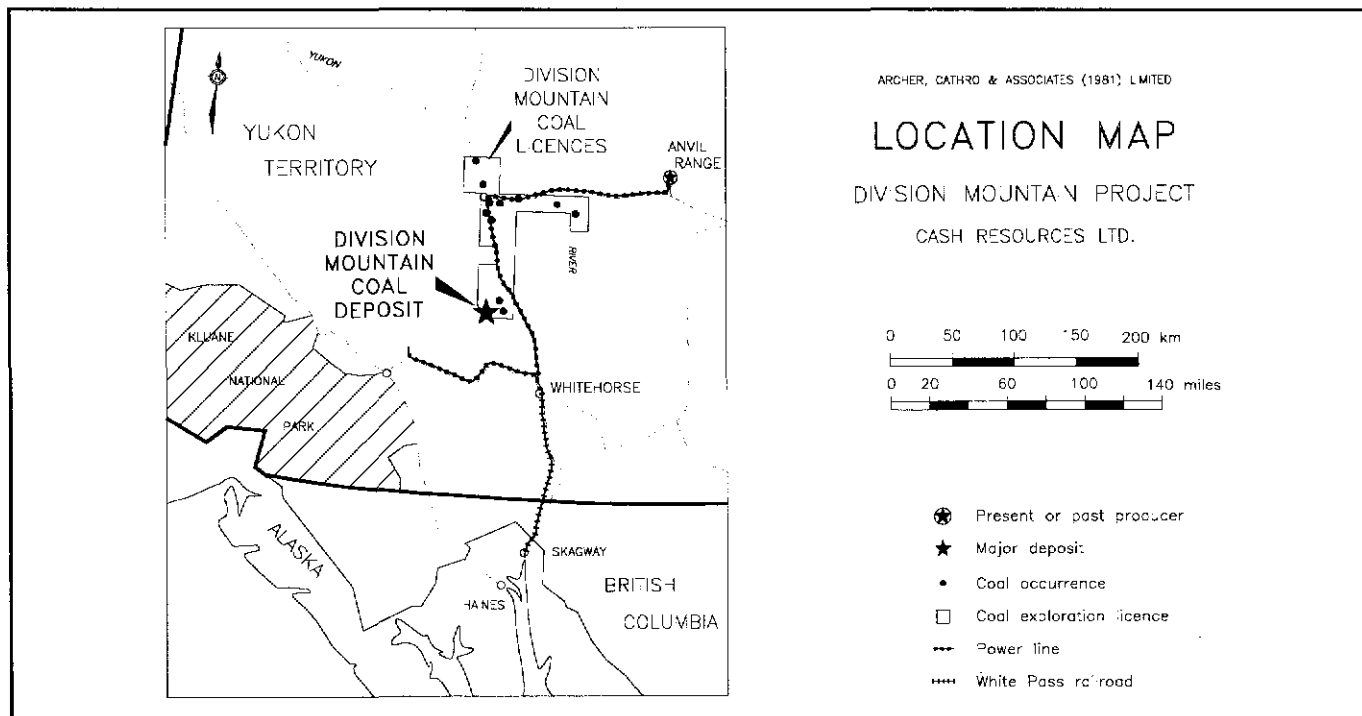 YUKON
N
YUKON
TERRITORY
DIVISION
MOUNTAIN
COAL
LICENCES
ANVIL
RANGE
RIVER
DIVISION
MOUNTAIN
COAL
DEPOSIT
KLUANE
NATIONAL
PARK
WHITEHORSE
ALASKA
SKAGWAY
HAINES
BRITISH
COLUMBIA
ARCHER, CATHRO & ASSOCIATES (1981) LIMITED
LOCATION MAP
DIVISION MOUNTAIN PROJECT
CASH RESOURCES LTD.
0 50 100 150 200 km
0 20 60 100 140 miles
Present or past producer
Major deposit
Coal occurrence
Coal exploration licence
Power line
White Pass railroad